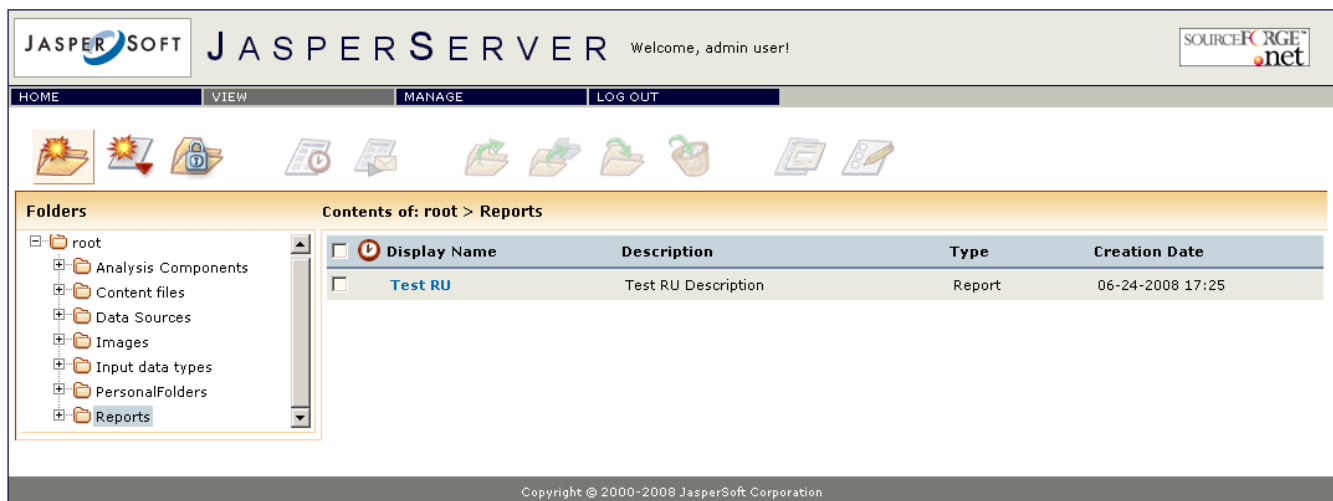 JASPERSOFT
JASPERSERVER
Welcome, admin user!
SOURCEFORGE™
.net
HOME
VIEW
MANAGE
LOG OUT
Folders
root
Analysis Components
Content files
Data Sources
Images
Input data types
PersonalFolders
Reports
Contents of: root > Reports
Display Name Description Type Creation Date
Test RU Test RU Description Report 06-24-2008 17:25
Copyright © 2000-2008 JasperSoft Corporation